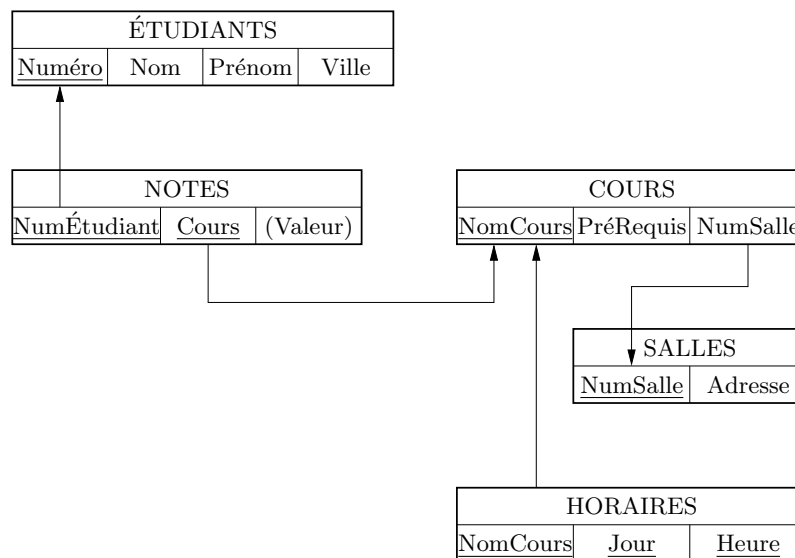 ÉTUDIANTS
Numéro Nom Prénom Ville
NOTES
NumÉtudiant Cours (Valeur)
COURS
NomCours PréRequis NumSalle
SALLES
NumSalle Adresse
HORAIRES
NomCours Jour Heure